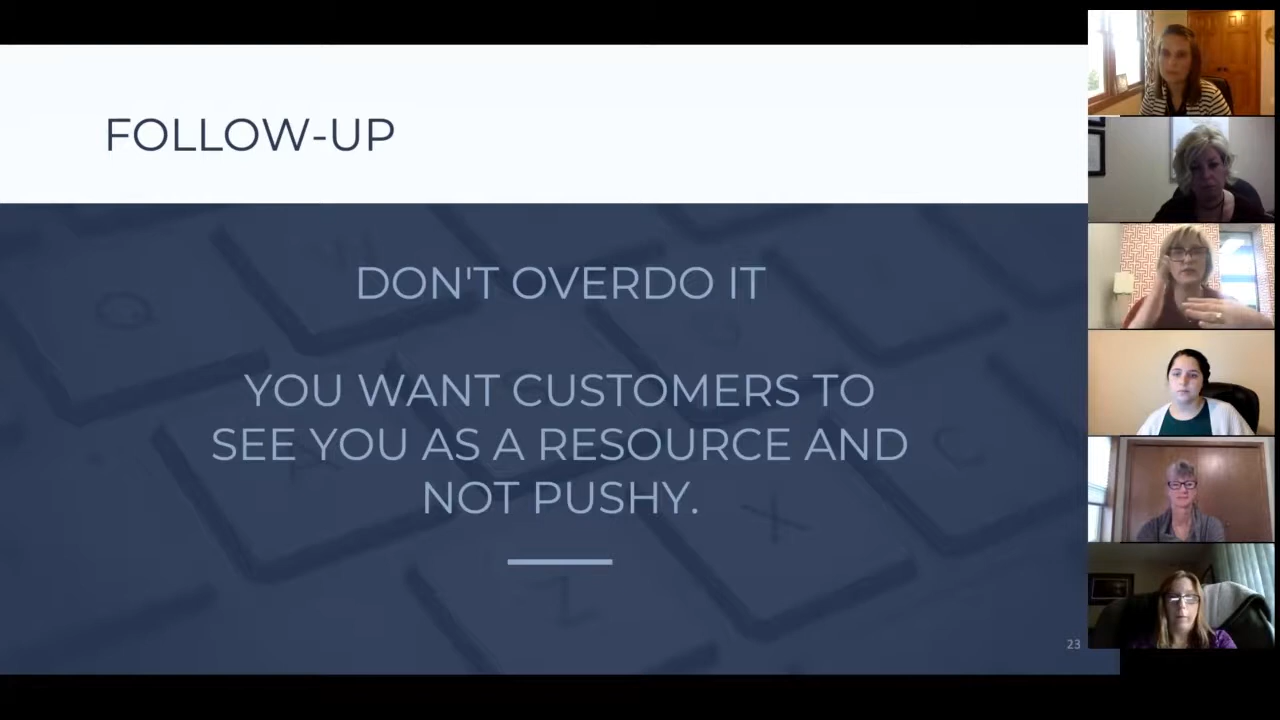 FOLLOW-UP
DON'T OVERDO IT
YOU WANT CUSTOMERS TO
SEE YOU AS A RESOURCE AND
NOT PUSHY.
23